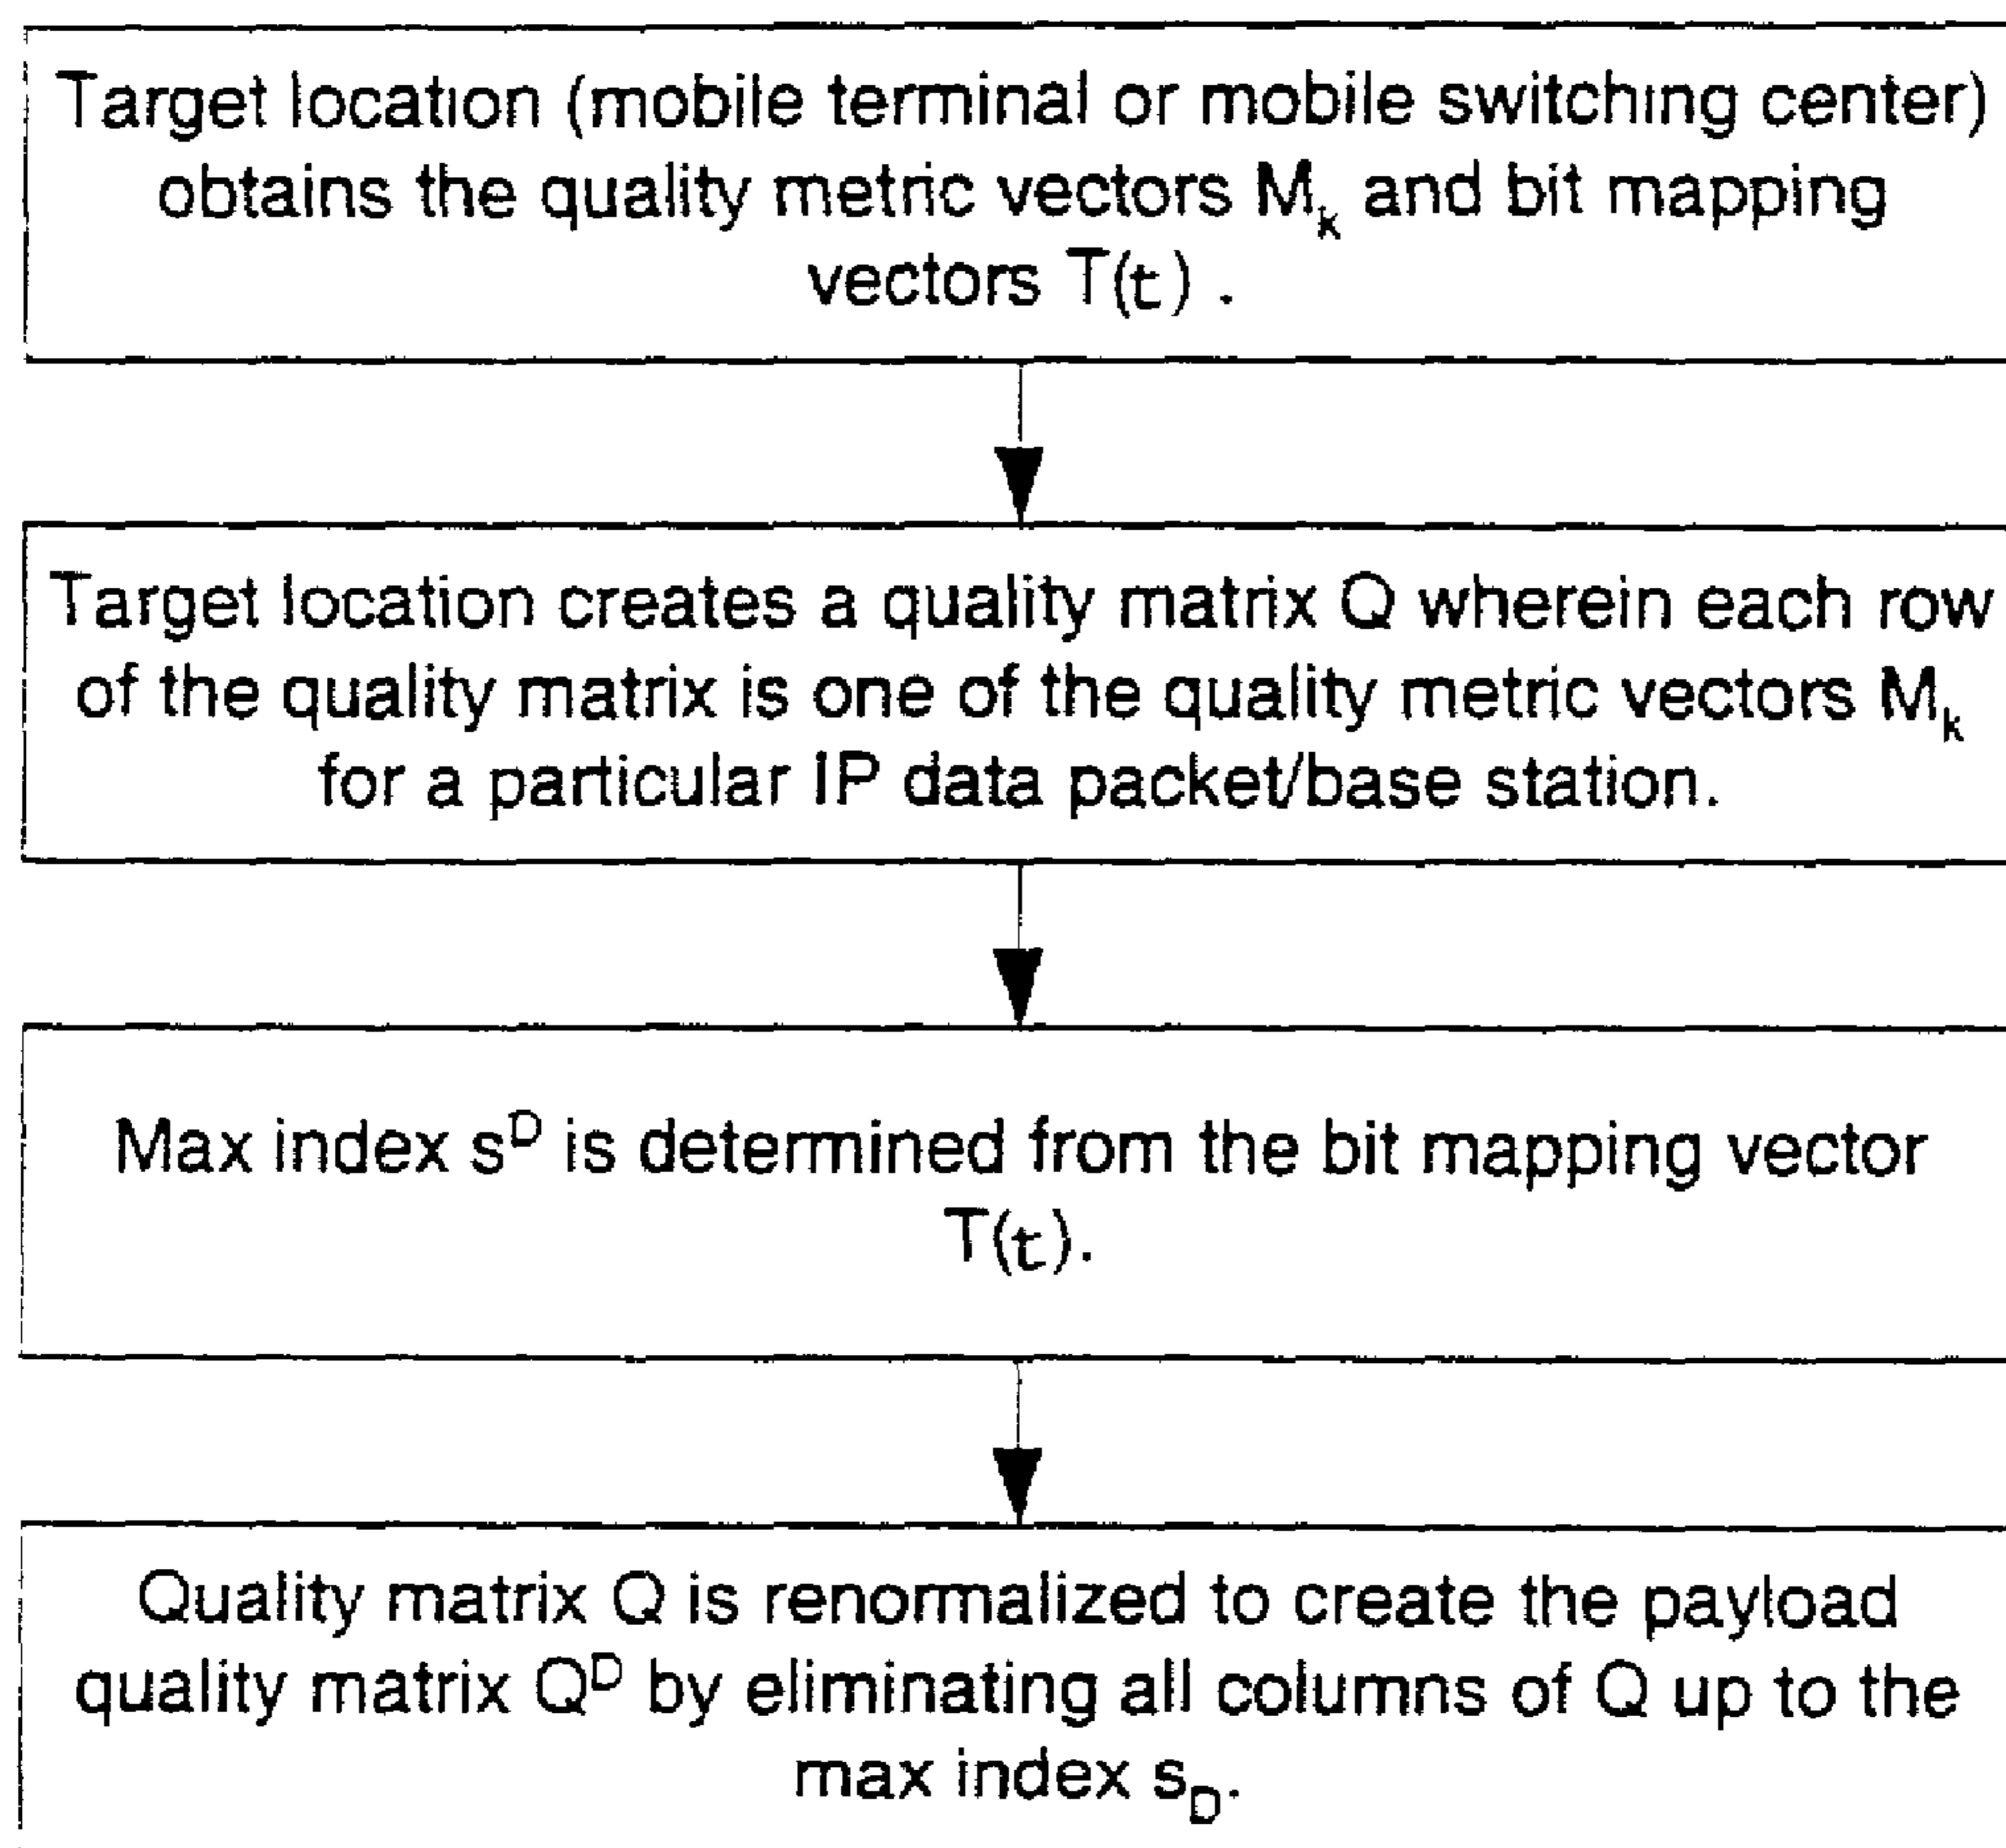 Target location (mobile terminal or mobile switching center)
obtains the quality metric vectors Mₖ and bit mapping
vectors T(t) .
Target location creates a quality matrix Q wherein each row
of the quality matrix is one of the quality metric vectors Mₖ
for a particular IP data packet/base station.
Max index sᴰ is determined from the bit mapping vector
T(t).
Quality matrix Q is renormalized to create the payload
quality matrix Qᴰ by eliminating all columns of Q up to the
max index s_D.